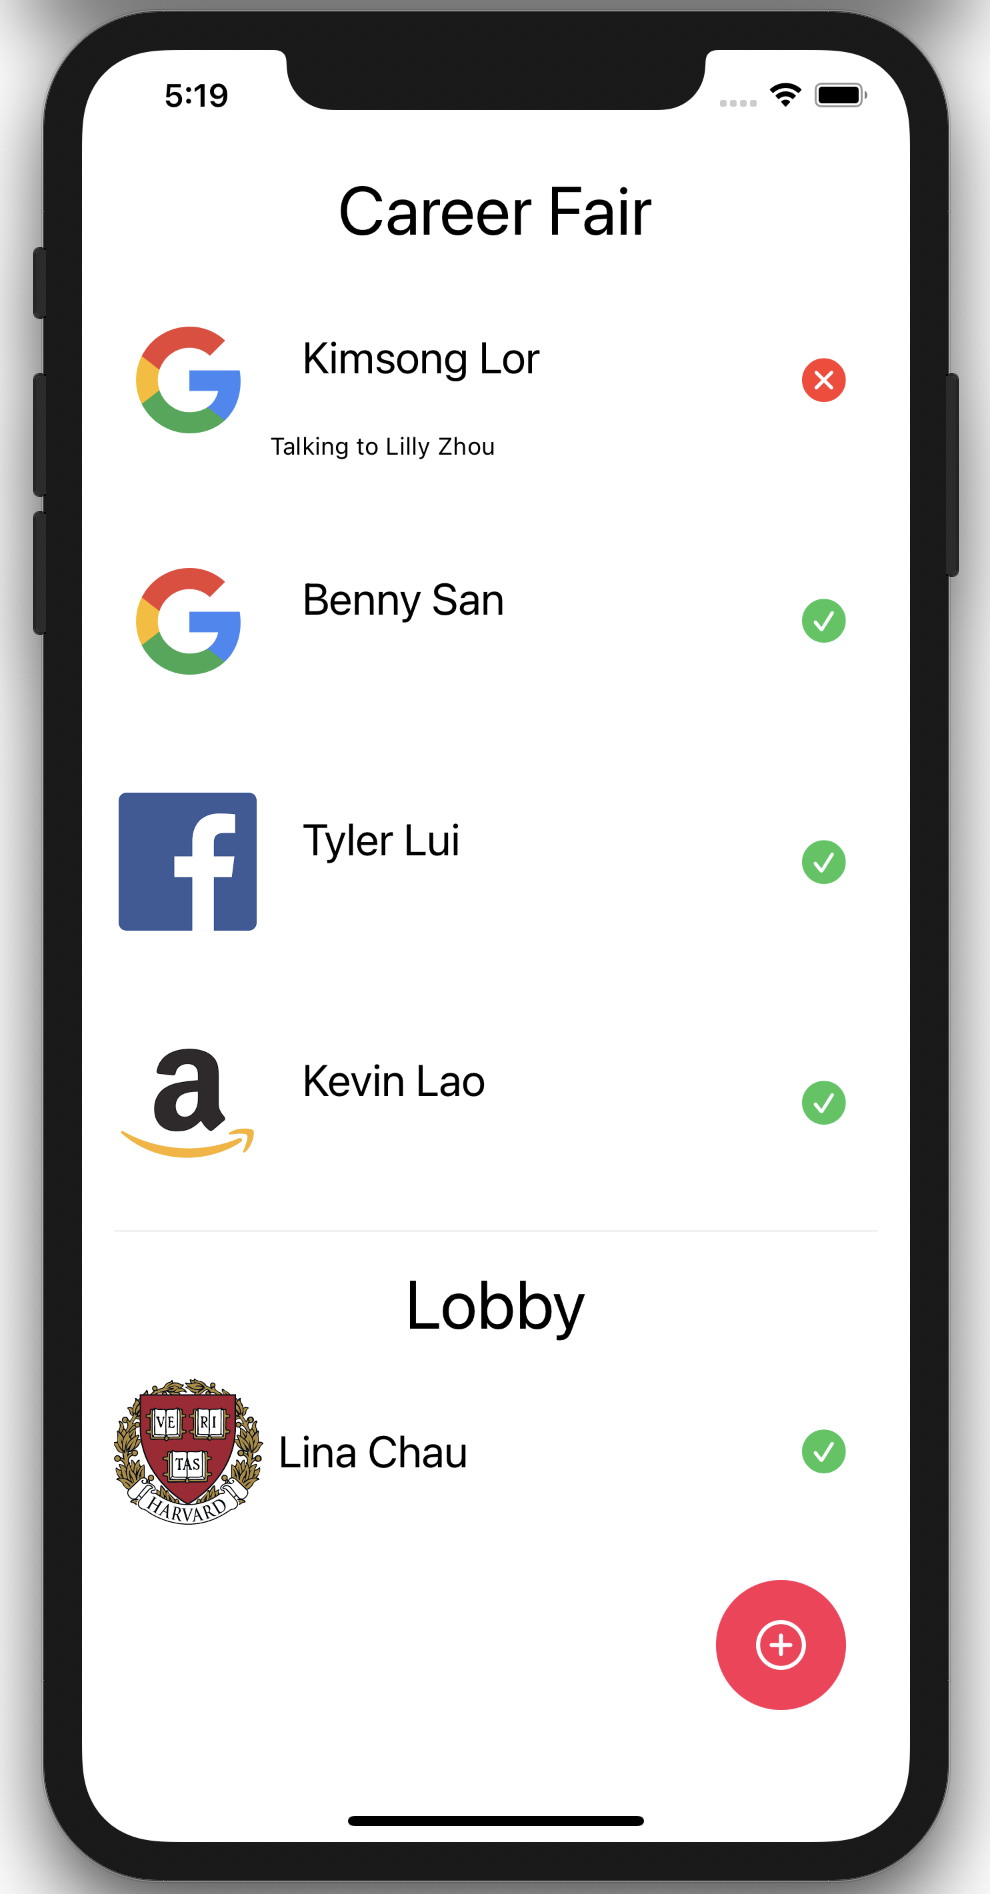 5:19
Career Fair
Kimsong Lor
Talking to Lilly Zhou
Benny San
Tyler Lui
Kevin Lao
Lobby
VE RI
TAS
HARVARD
Lina Chau